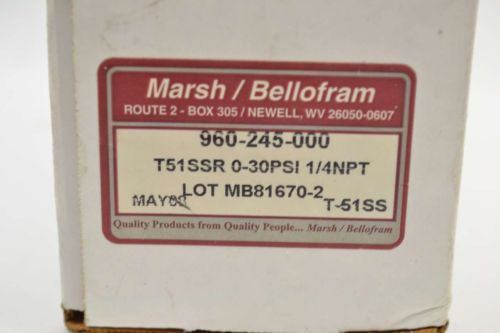 Marsh / Bellofram
ROUTE 2 - BOX 305 / NEWELL, WV 26050-0607
960-245-000
T51SSR 0-30PSI 1/4NPT
LOT MB81670-2
T-51SS
Quality Products from Quality People... Marsh / Bellofram